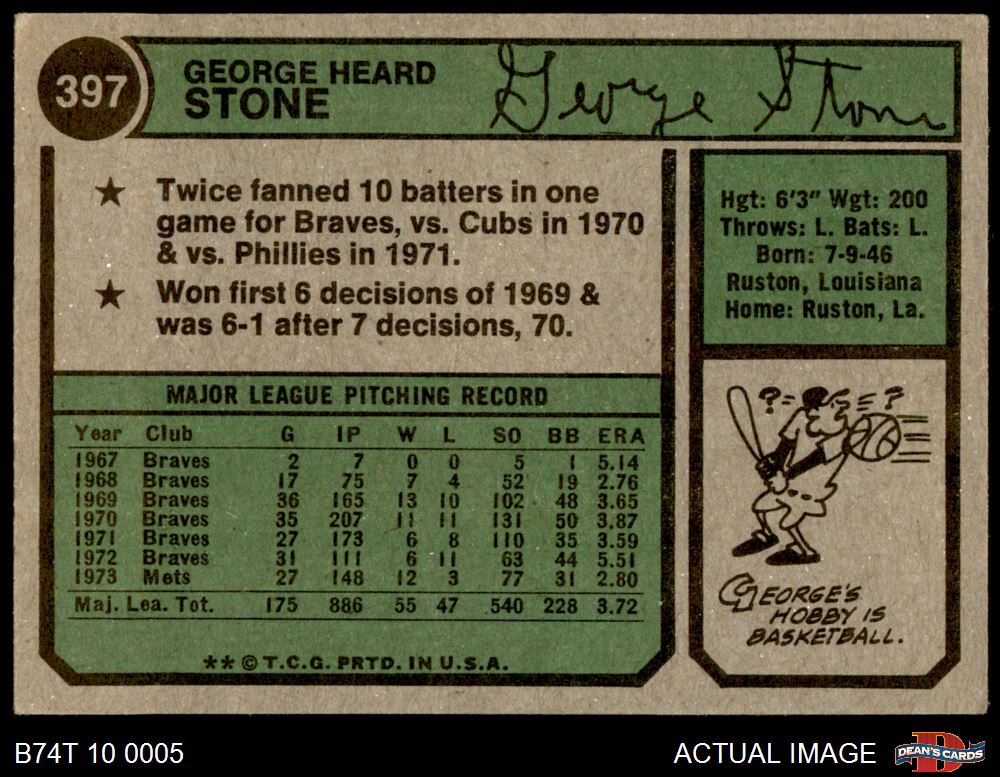 397
GEORGE HEARD
STONE
George Stone
★ Twice fanned 10 batters in one
game for Braves, vs. Cubs in 1970
& vs. Phillies in 1971.
★ Won first 6 decisions of 1969 &
was 6-1 after 7 decisions, 70.
Hgt: 6'3" Wgt: 200
Throws: L. Bats: L.
Born: 7-9-46
Ruston, Louisiana
Home: Ruston, La.
MAJOR LEAGUE PITCHING RECORD
Year Club G IP W L SO BB ERA
1967 Braves 2 7 0 0 5 1 5.14
1968 Braves 17 75 7 4 52 19 2.76
1969 Braves 36 165 13 10 102 48 3.65
1970 Braves 35 207 11 11 131 50 3.87
1971 Braves 27 173 6 8 110 35 3.59
1972 Braves 31 111 6 11 63 44 5.51
1973 Mets 27 148 12 3 77 31 2.80
Maj. Lea. Tot. 175 886 55 47 540 228 3.72
** © T.C.G. PRTD. IN U.S.A.
?= ?
GEORGE'S
HOBBY IS
BASKETBALL.
B74T 10 0005
ACTUAL IMAGE
D
DEAN'S CARDS